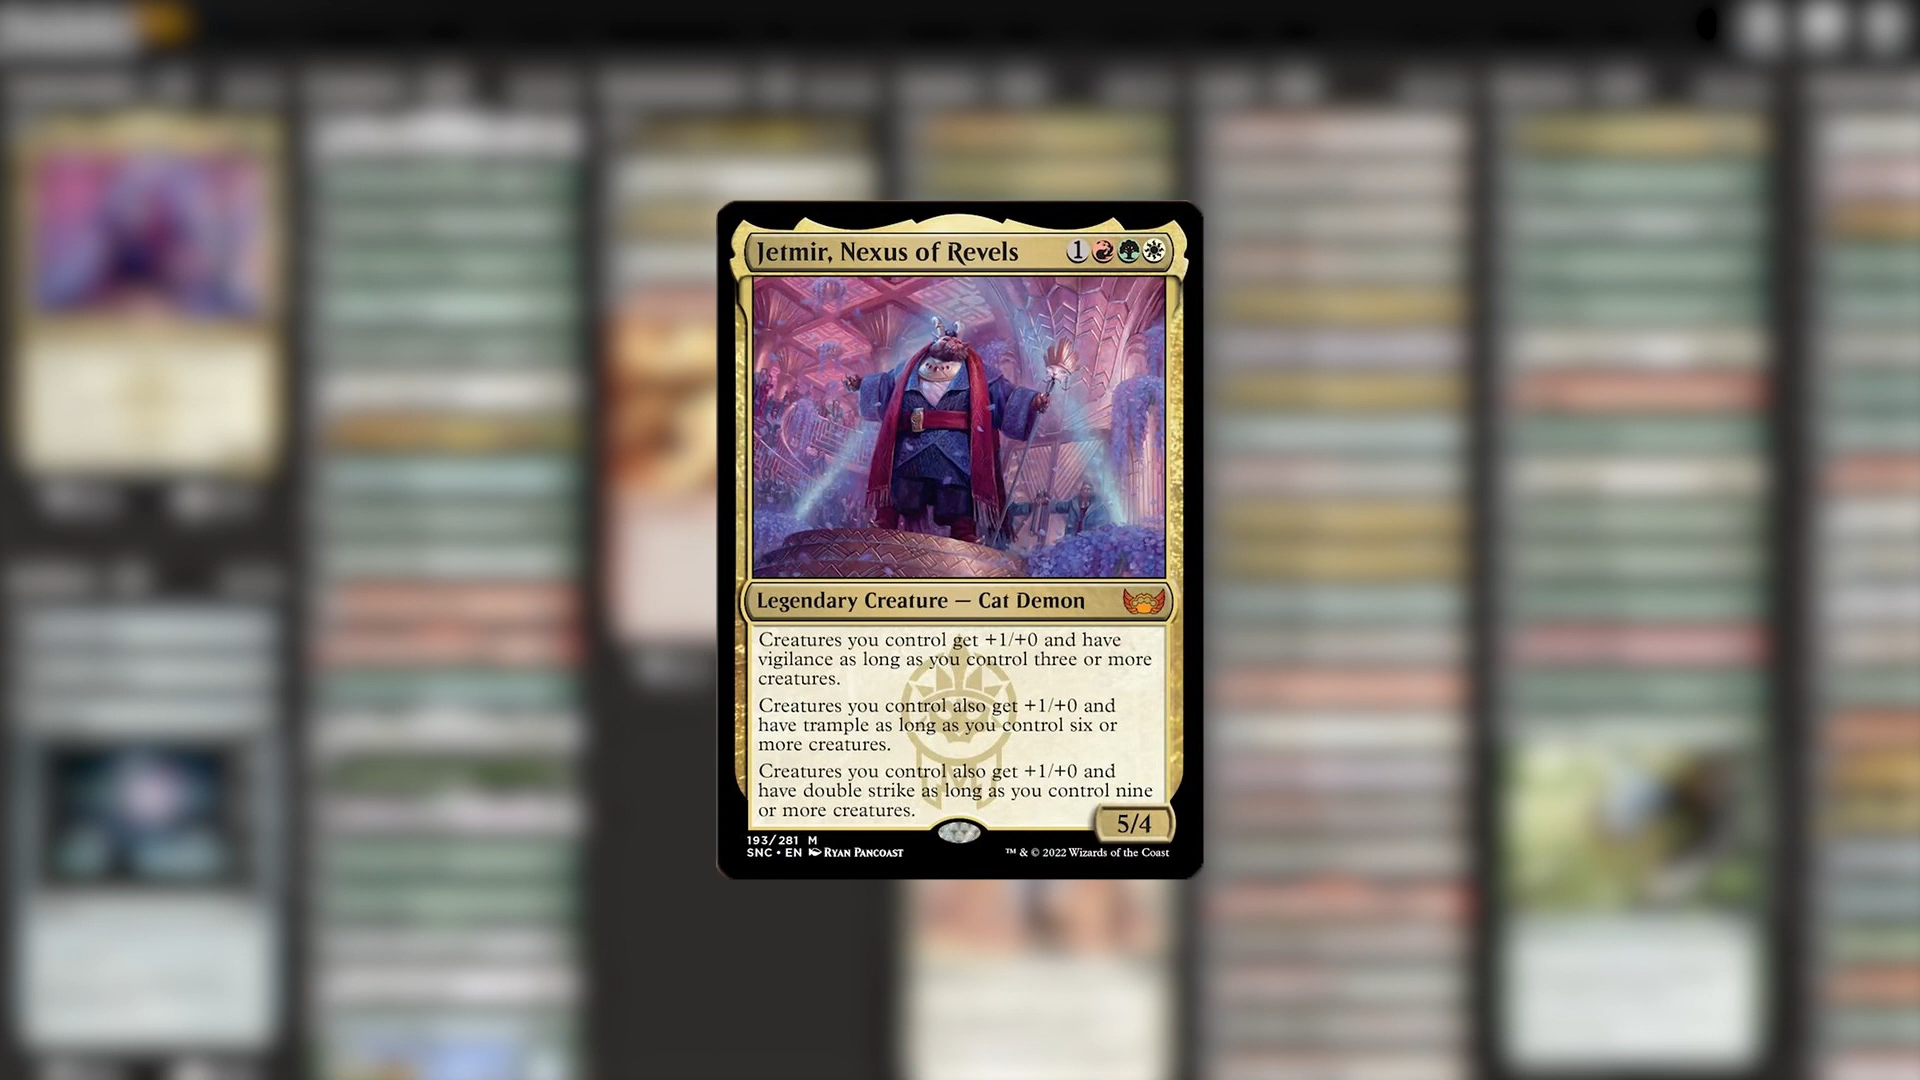 Jetmir, Nexus of Revels 1
Legendary Creature — Cat Demon
Creatures you control get +1/+0 and have
vigilance as long as you control three or more
creatures.
Creatures you control also get +1/+0 and
have trample as long as you control six or
more creatures.
Creatures you control also get +1/+0 and
have double strike as long as you control nine
or more creatures.
5/4
193/281 M
SNC • EN RYAN PANCOAST
™ & © 2022 Wizards of the Coast